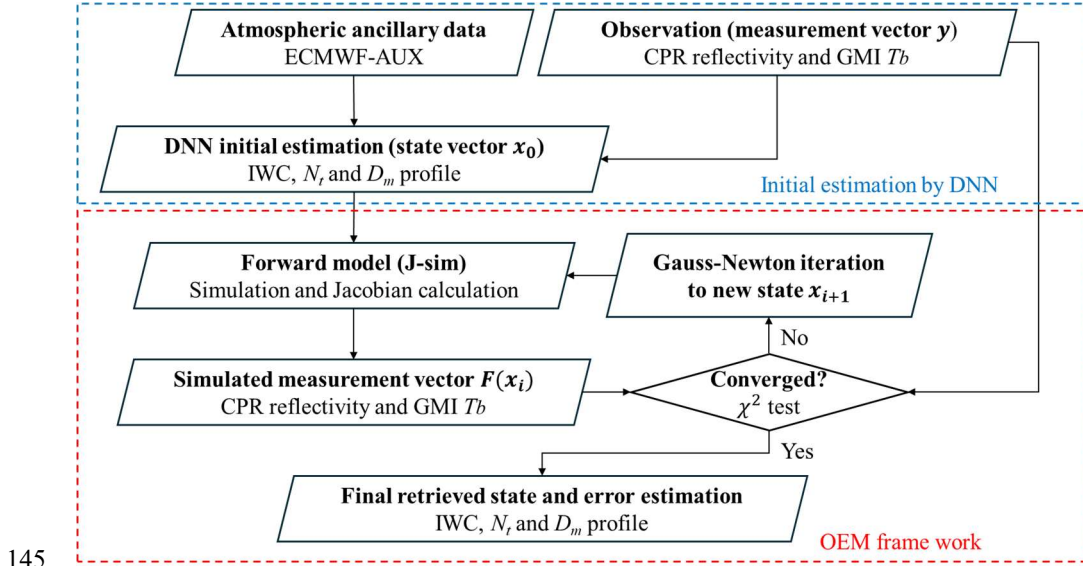 Atmospheric ancillary data
ECMWF-AUX
Observation (measurement vector y)
CPR reflectivity and GMI Tb
DNN initial estimation (state vector x₀)
IWC, Nₜ and Dₘ profile
Initial estimation by DNN
Forward model (J-sim)
Simulation and Jacobian calculation
Gauss-Newton iteration
to new state xᵢ₊₁
No
Simulated measurement vector F(xᵢ)
CPR reflectivity and GMI Tb
Converged?
χ² test
Yes
Final retrieved state and error estimation
IWC, Nₜ and Dₘ profile
OEM frame work
145